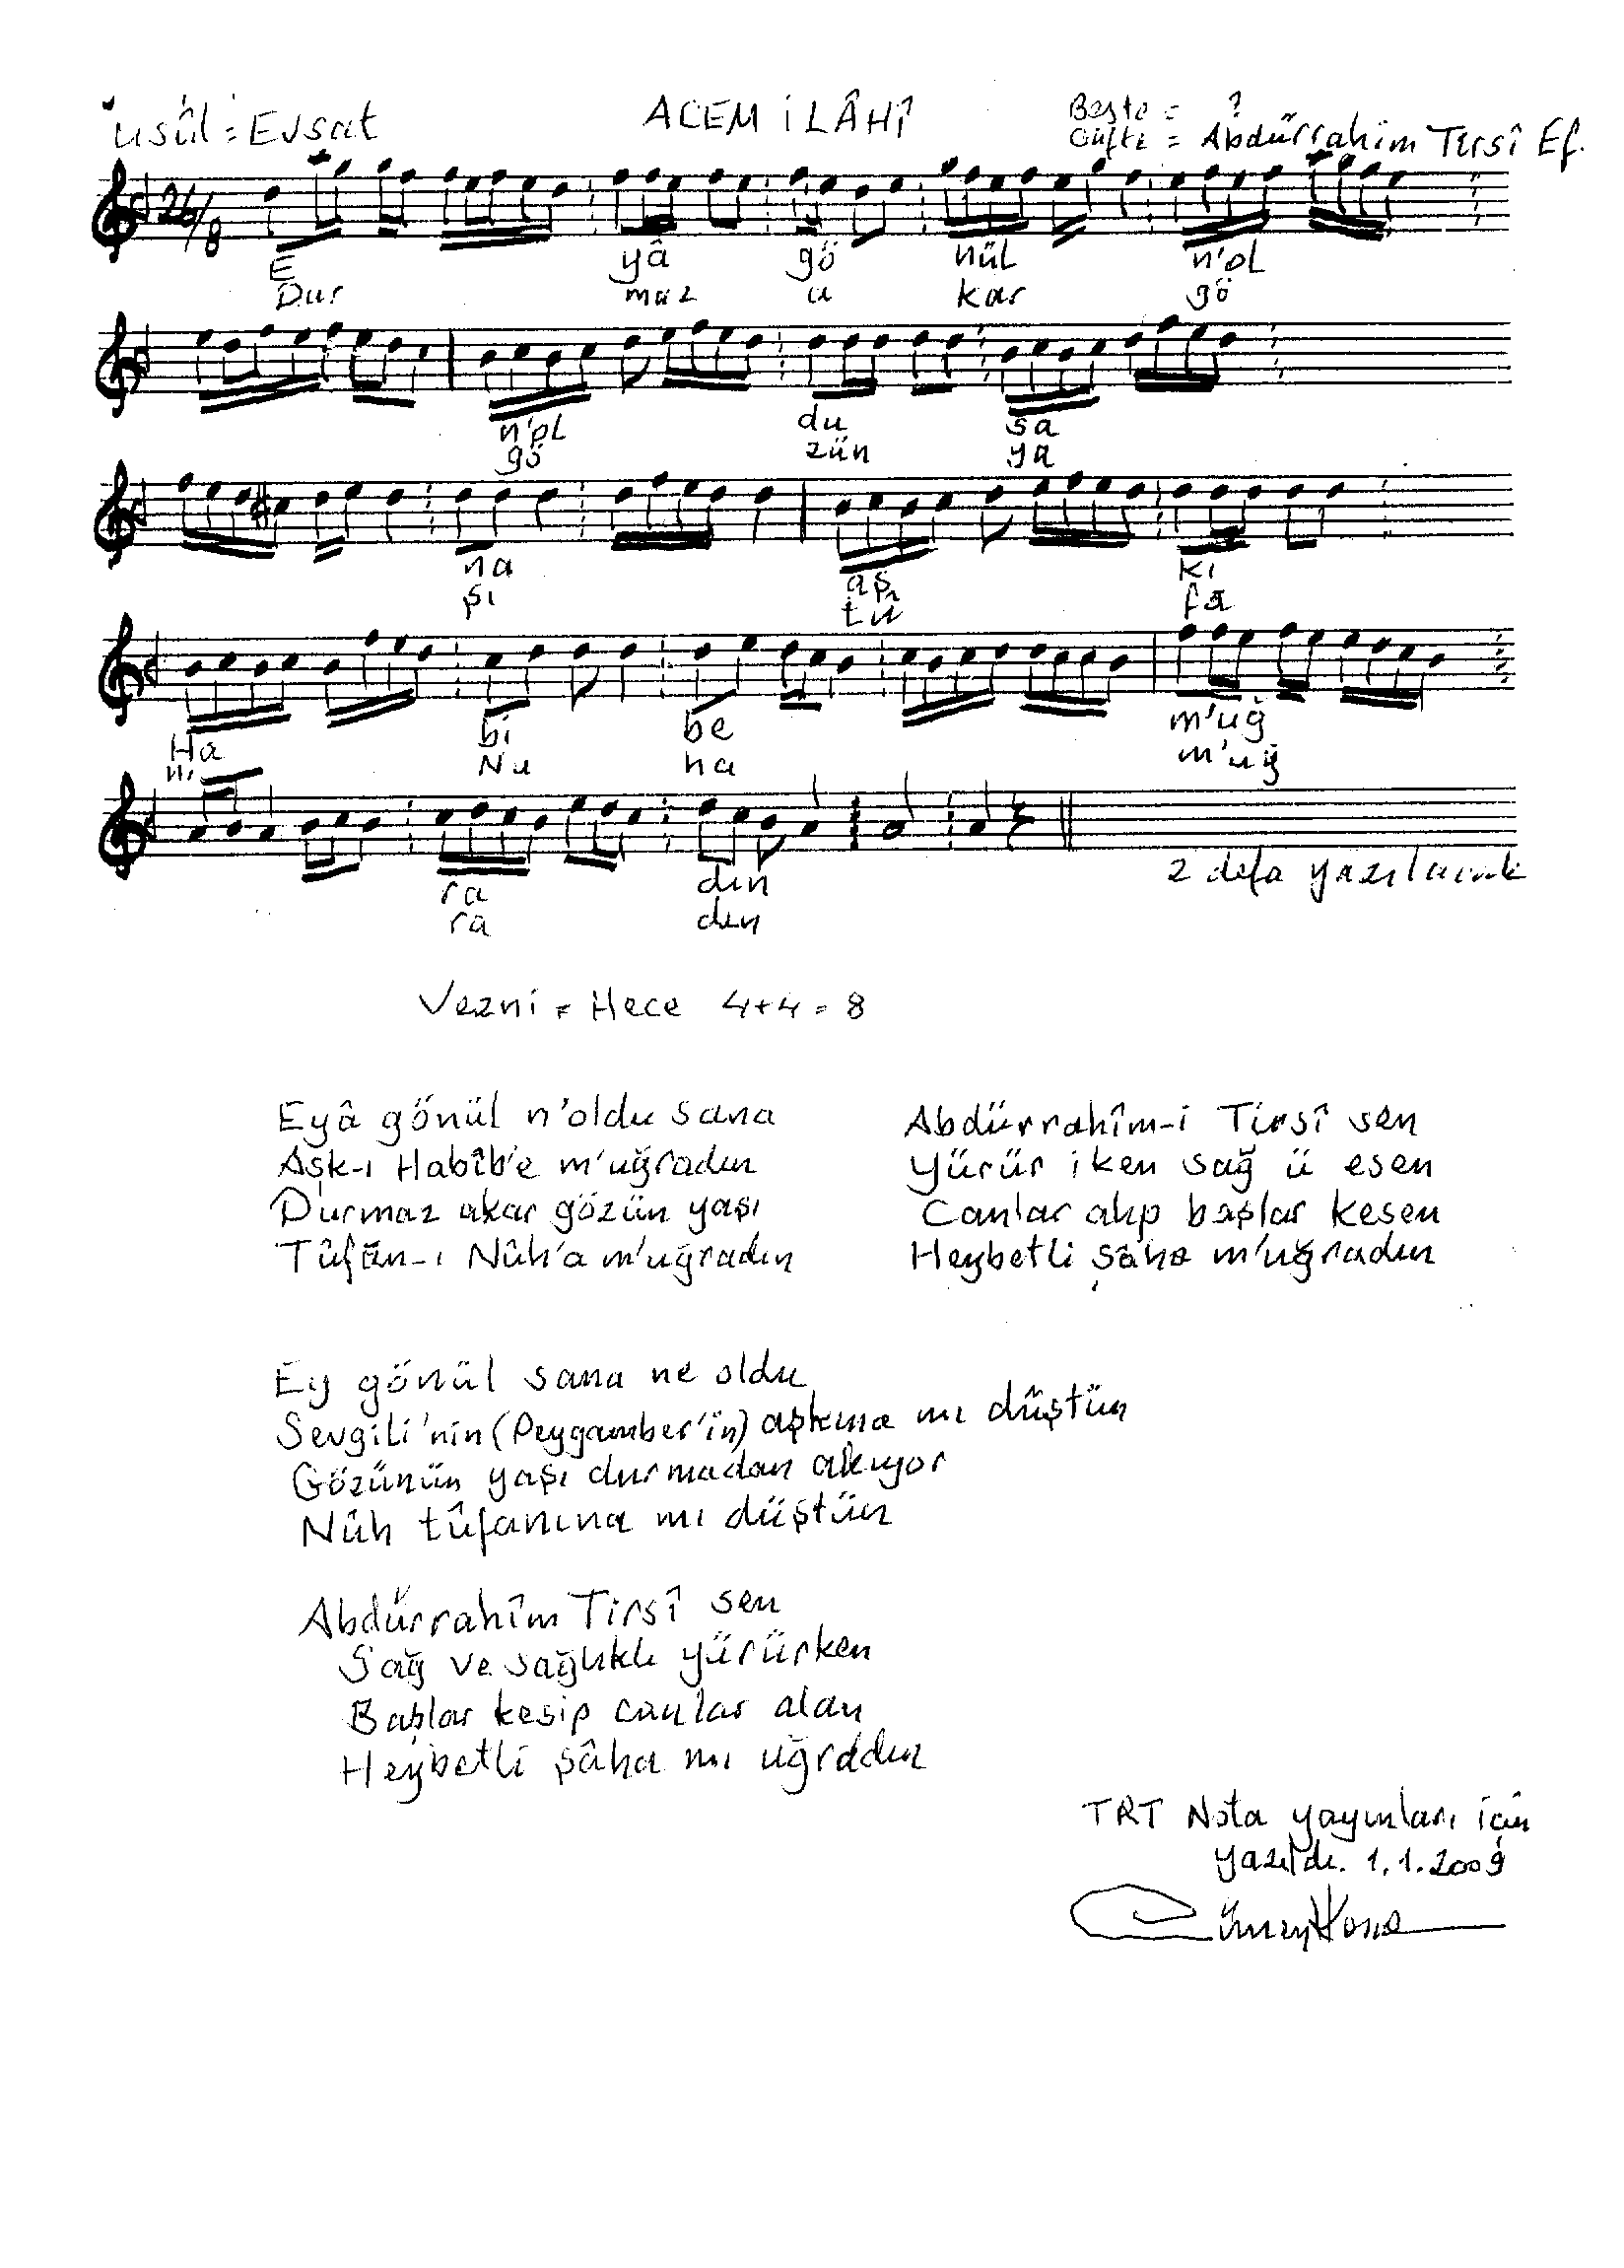 Usûl = Evsat
ACEM İLÂHÎ
Beste = ?
Güfte = Abdürrahim Tirsî Ef.
26/8
E yâ gö nül n'ol
Dur maz a kar gö
n'ol du sa
gö zün ya
na aş kı
şı tu fa
Ha bi be m'uğ
nı Nu ha m'uğ
ra dın
ra dın
2 defa yazılacak
Vezni = Hece 4+4=8
Eyâ gönül n'oldu sana
Aşk-ı Habîb'e m'uğradın
Durmaz akar gözün yaşı
Tûfân-ı Nûh'a m'uğradın
Abdürrahîm-i Tirsî sen
Yürür iken sağ ü esen
Canlar alıp başlar kesen
Heybetli şâha m'uğradın
Ey gönül sana ne oldu
Sevgili'nin (Peygamber'in) aşkına mı düştün
Gözünün yaşı durmadan akıyor
Nûh tûfanına mı düştün
Abdürrahîm Tirsî sen
Sağ ve sağlıklı yürürken
Başlar kesip canlar alan
Heybetli şâha mı uğradın
TRT Nota yayınları için
yazıldı. 1.1.2009